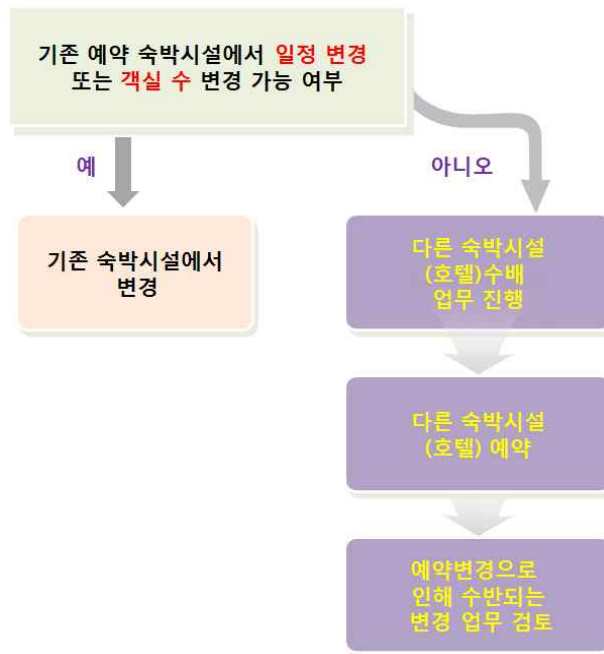 기존 예약 숙박시설에서 일정 변경
또는 객실 수 변경 가능 여부
예
아니오
기존 숙박시설에서
변경
다른 숙박시설
(호텔)수배
업무 진행
다른 숙박시설
(호텔) 예약
예약변경으로
인해 수반되는
변경 업무 검토